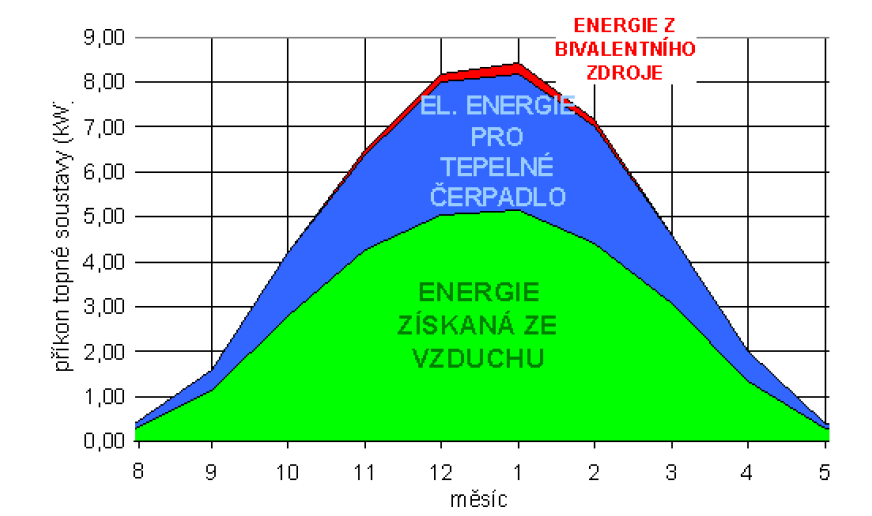 ENERGIE Z
BIVALENTNÍHO
ZDROJE
9,00
8,00
7,00
6,00
5,00
4,00
3,00
2,00
1,00
0,00
příkon topné soustavy (kW)
EL. ENERGIE
PRO
TEPELNÉ
ČERPADLO
ENERGIE
ZÍSKANÁ ZE
VZDUCHU
8 9 10 11 12 1 2 3 4 5
měsíc